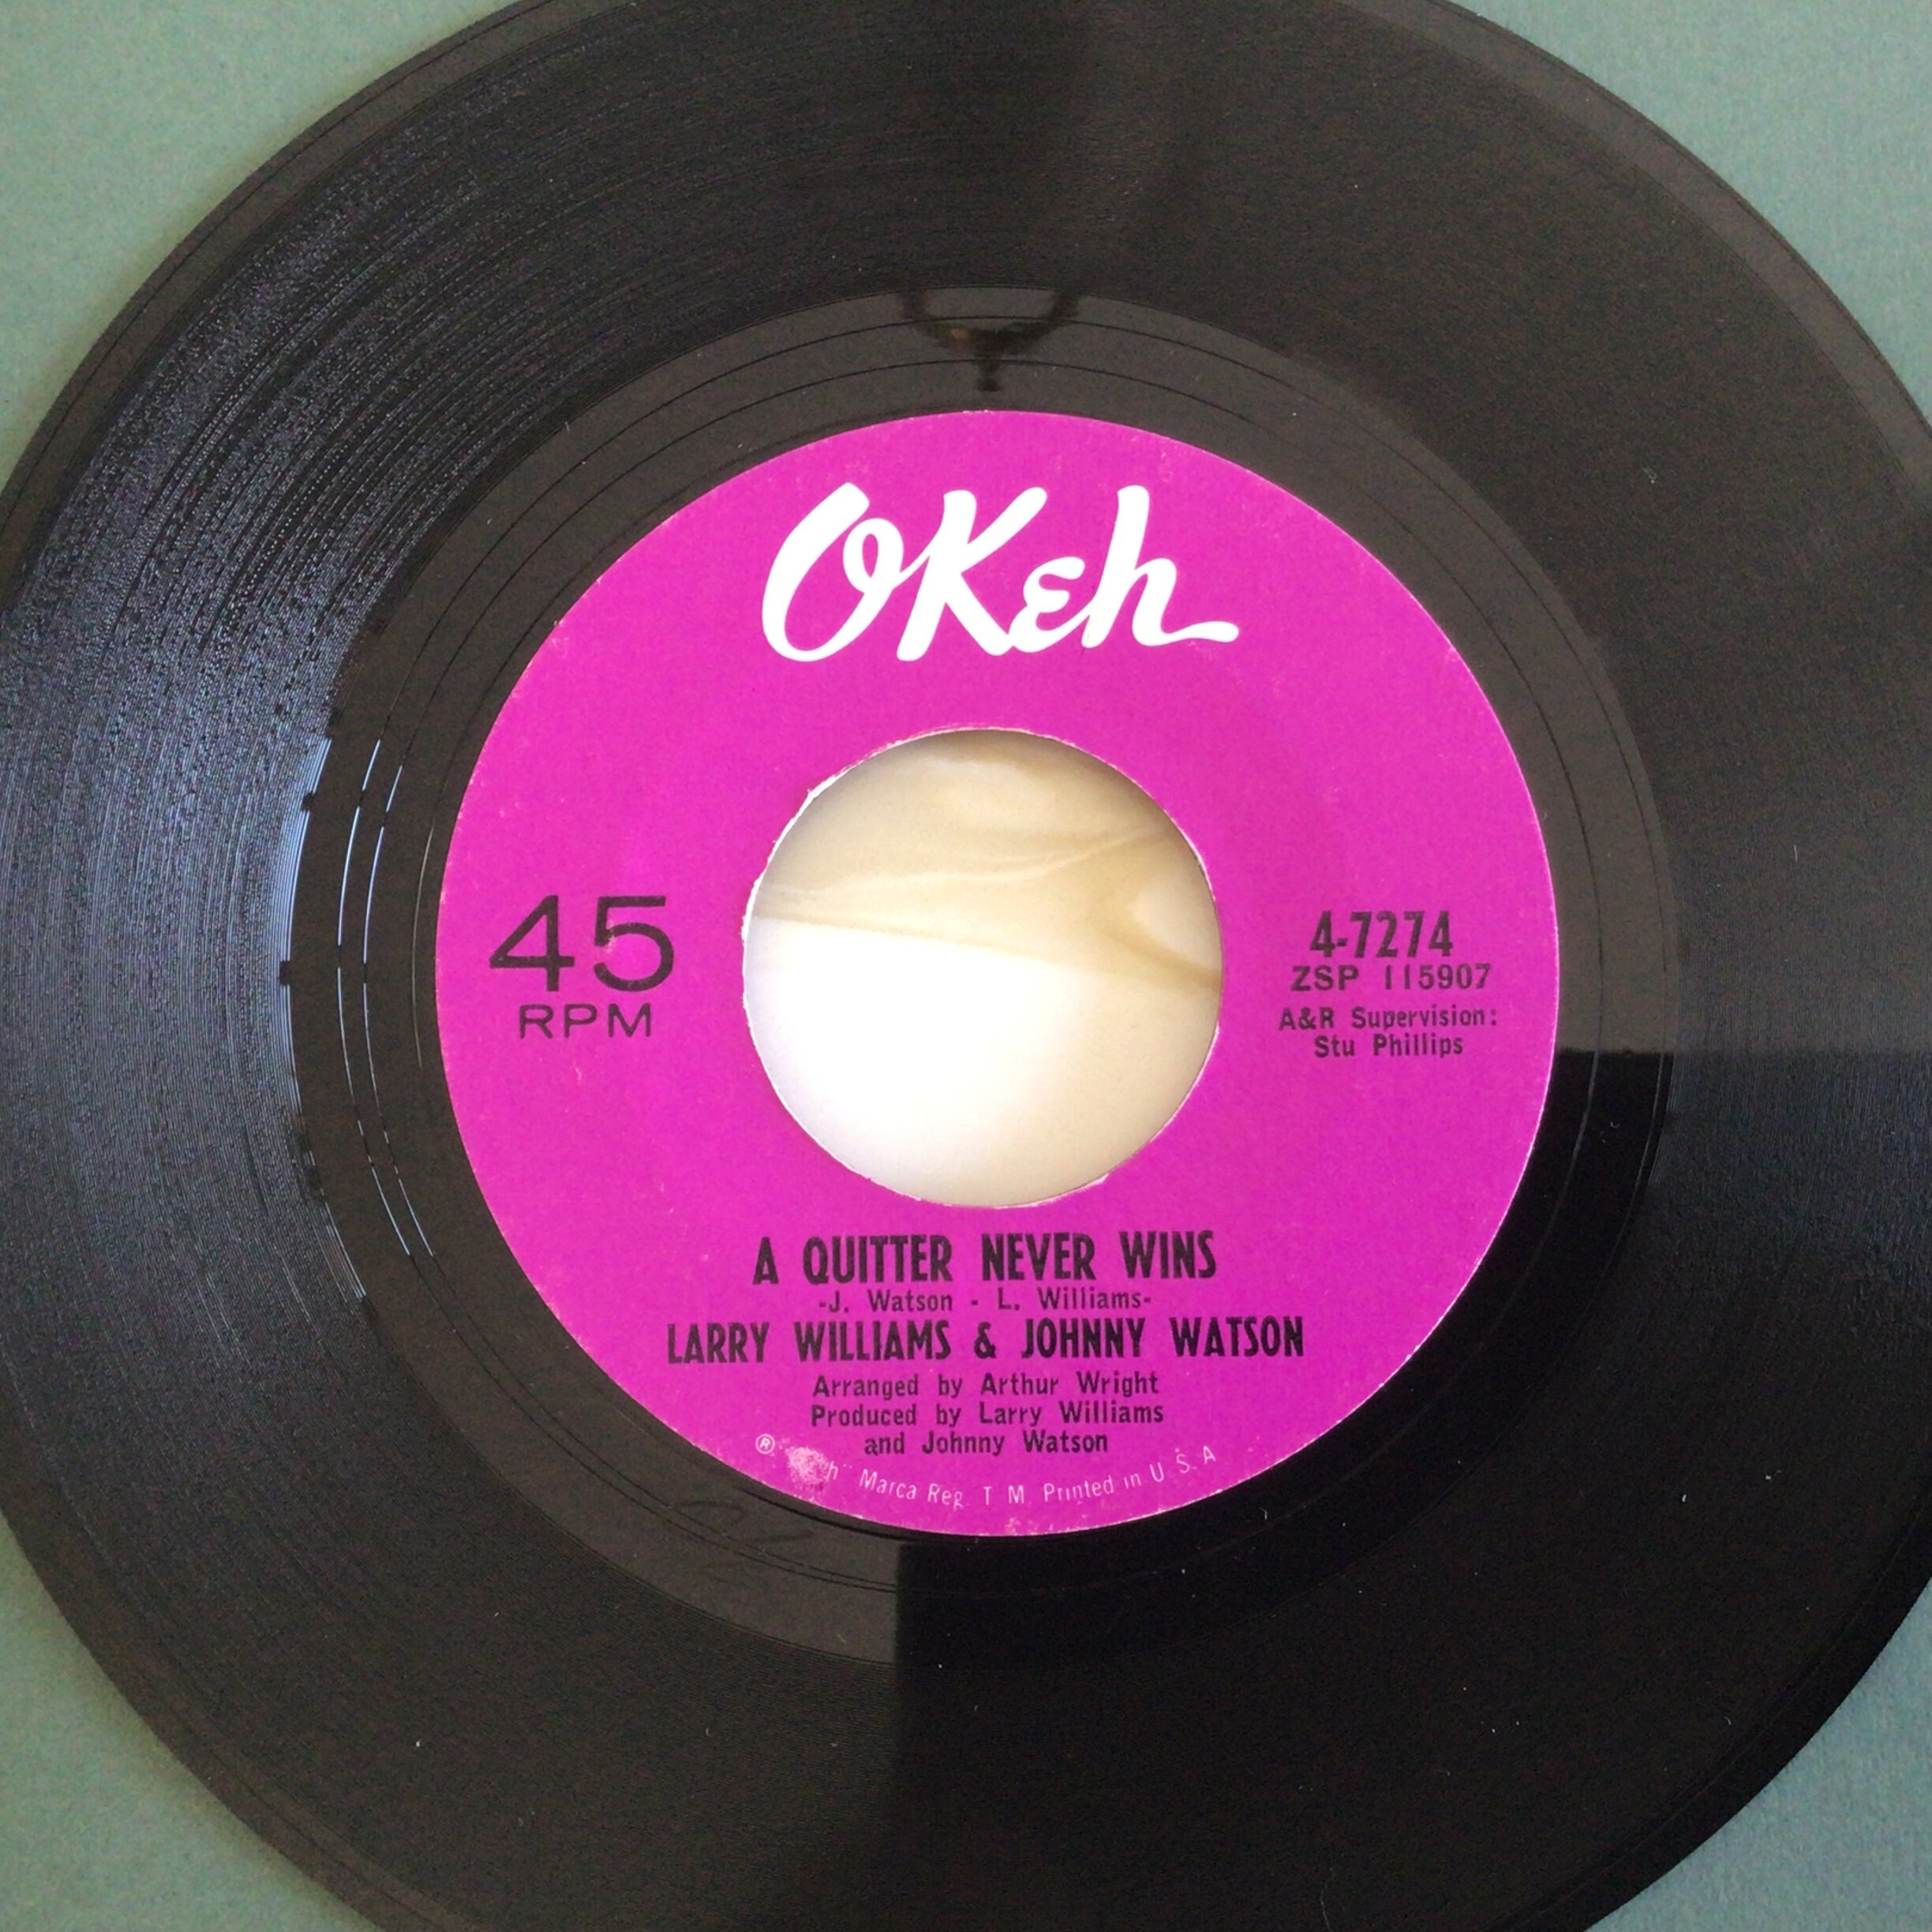 OKeh
45
RPM
4-7274
ZSP 115907
A&R Supervision:
Stu Phillips
A QUITTER NEVER WINS
-J. Watson - L. Williams-
LARRY WILLIAMS & JOHNNY WATSON
Arranged by Arthur Wright
Produced by Larry Williams
and Johnny Watson
® Marca Reg. T M Printed in U S A